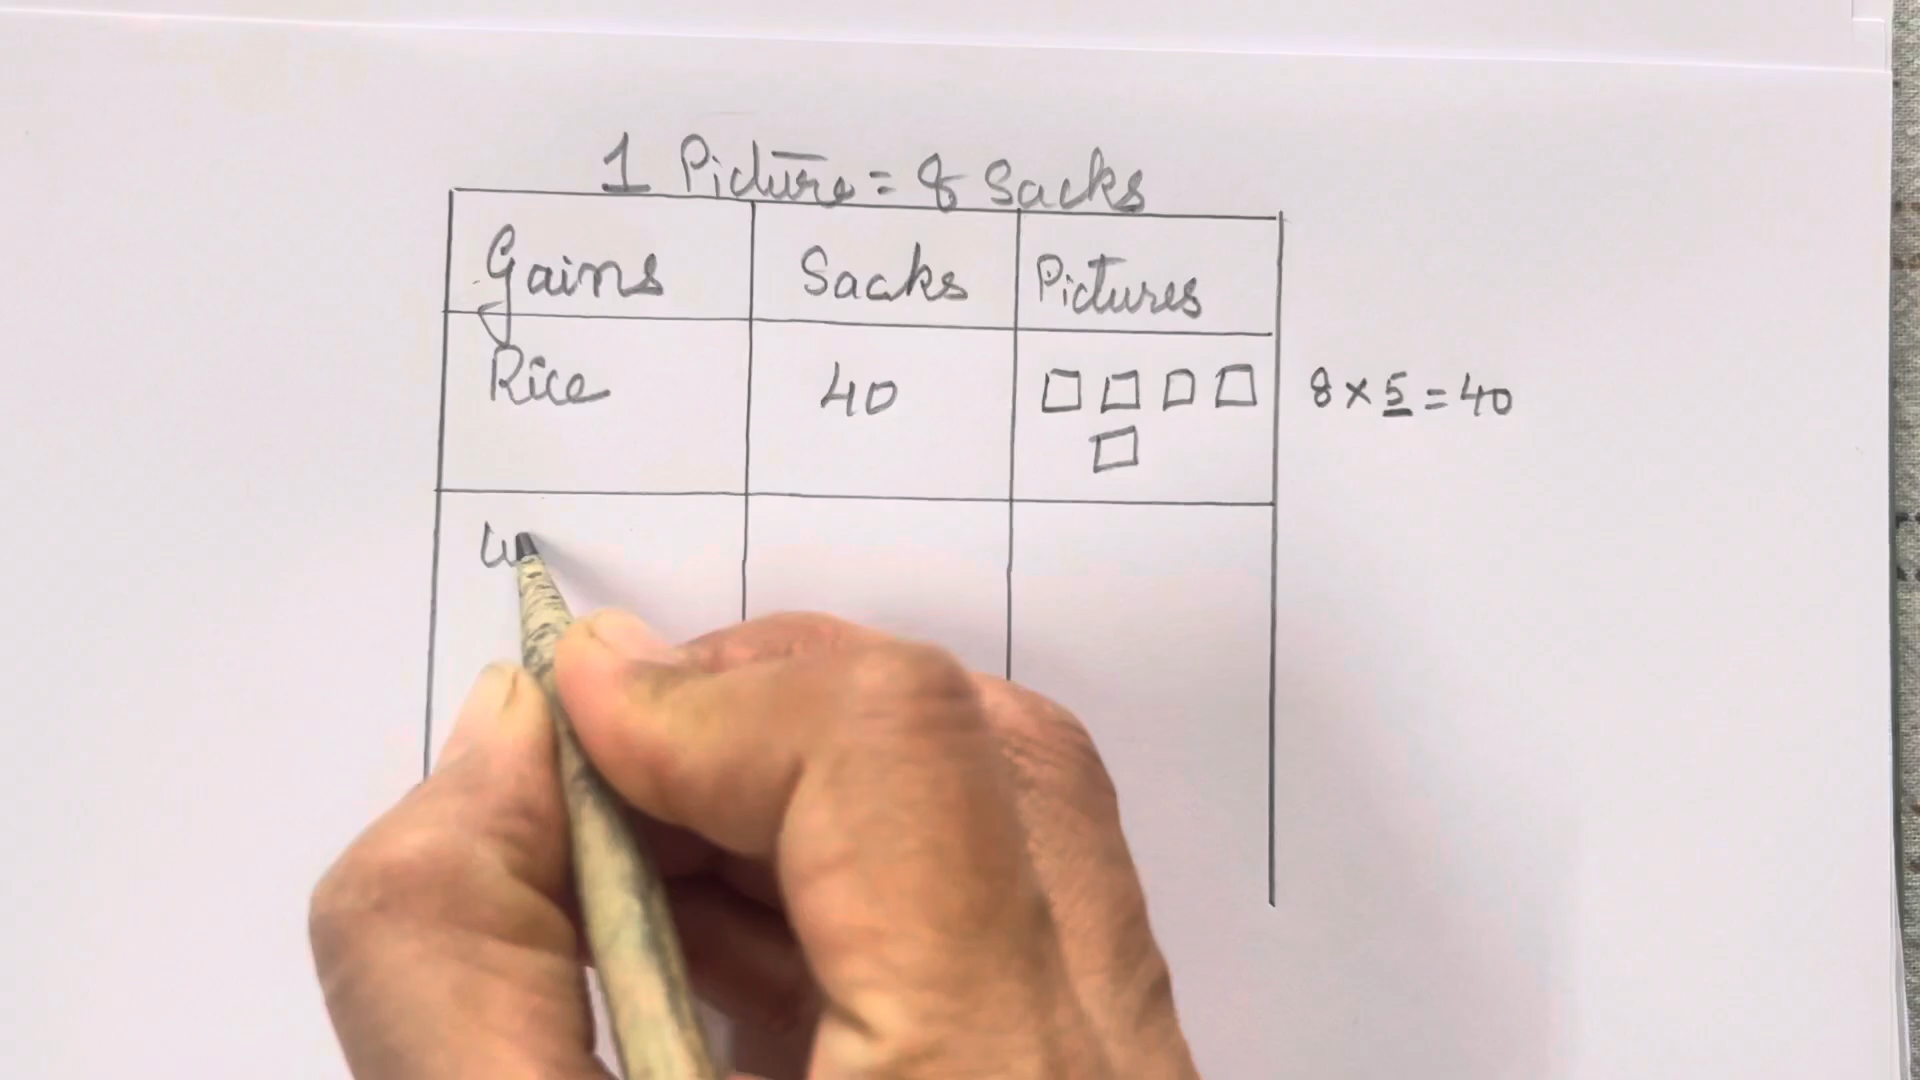 1 Picture = 8 Sacks
Gains Sacks Pictures
Rice 40 8 × 5 = 40